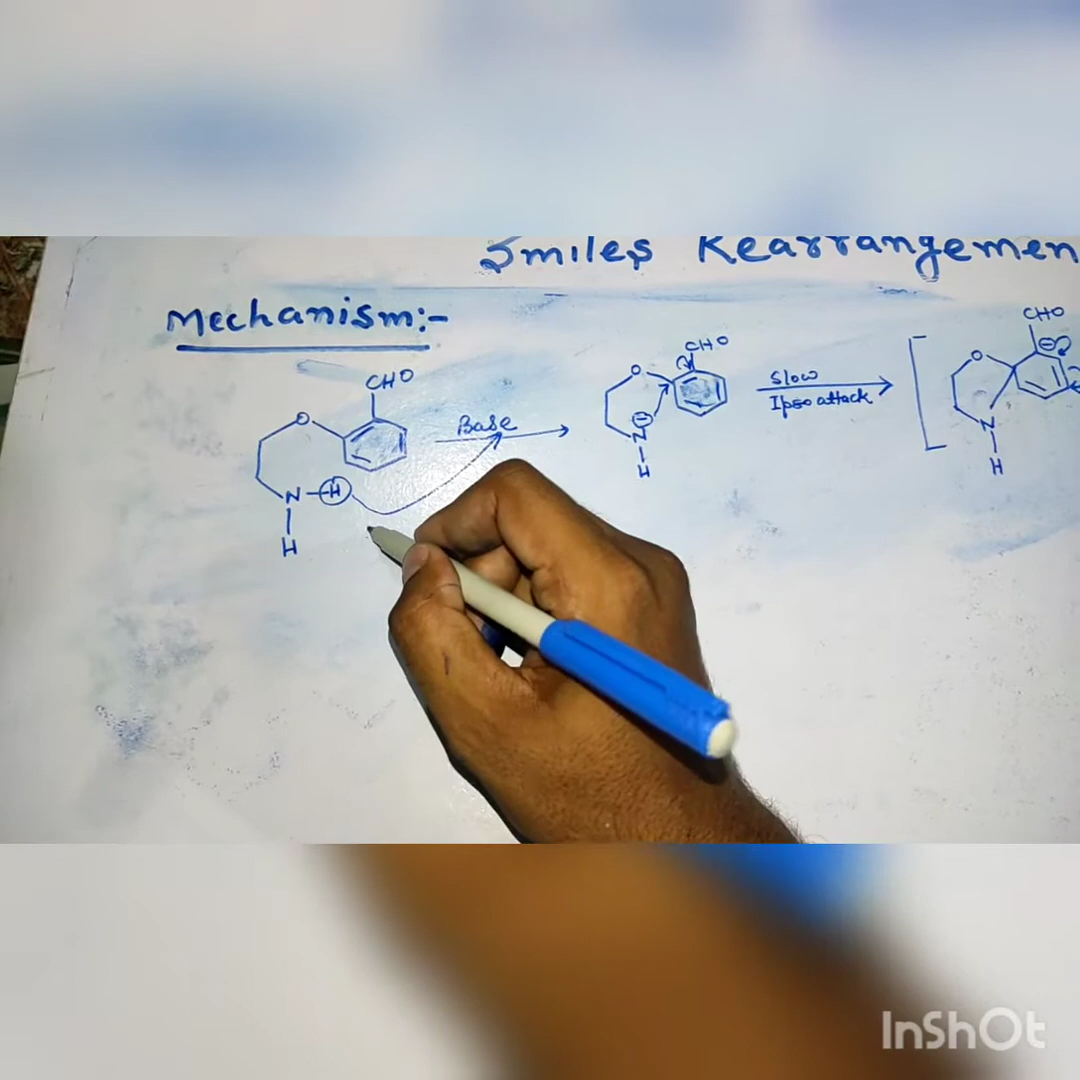 Smiles Rearrangemen
Mechanism:-
CHO
O
N-H
H
Base
CHO
O
N
H
Slow
Ipso attack
CHO
O
N
H
InShOt